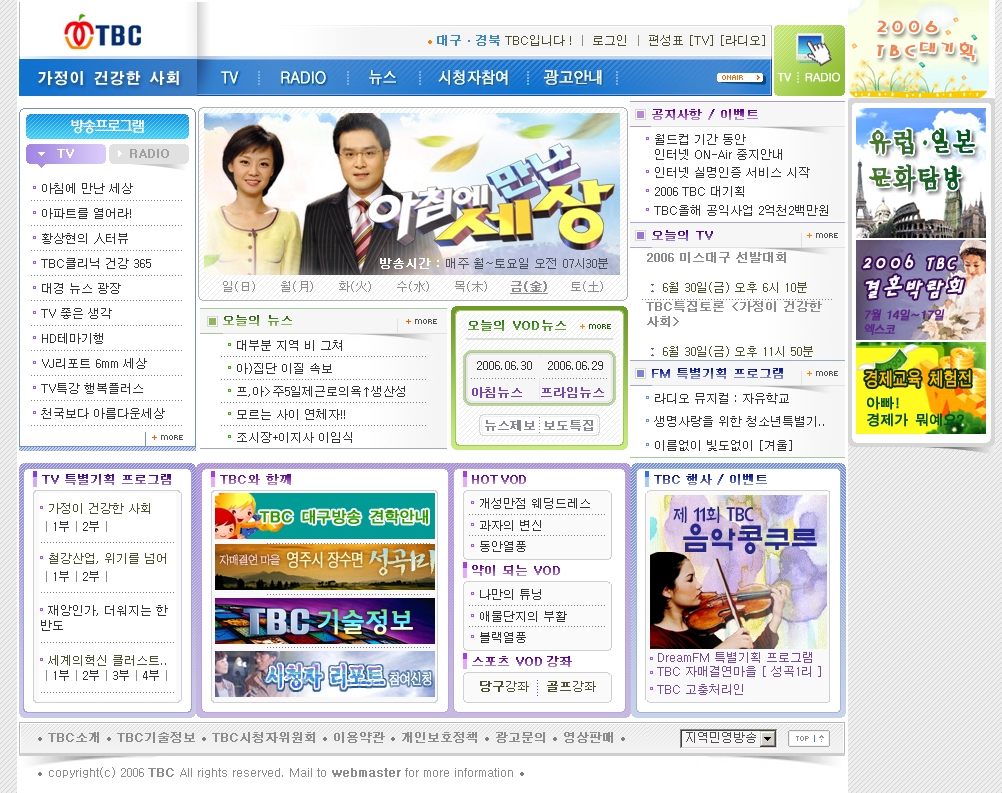 TBC
대구 · 경북 TBC입니다! | 로그인 | 편성표 [TV] [라디오]
가정이 건강한 사회
TV
RADIO
뉴스
시청자참여
광고안내
ONAIR
TV RADIO
2006
TBC대기획
방송프로그램
TV
RADIO
아침에 만난 세상
아파트를 열어라!
황상현의 人터뷰
TBC클리닉 건강 365
대경 뉴스 광장
TV 좋은 생각
HD테마기행
VJ리포트 6mm 세상
TV특강 행복플러스
천국보다 아름다운세상
+ MORE
아침에 만난 세상
방송시간 : 매주 월~토요일 오전 07시30분
일(日) 월(月) 화(火) 수(水) 목(木) 금(金) 토(土)
오늘의 뉴스
+ MORE
대부분 지역 비 그쳐
아)집단 이질 속보
프,아>주5일제근로의욕↑생산성
모르는 사이 연체자!!
조시장+이지사 이임식
오늘의 VOD뉴스 + MORE
2006.06.30 2006.06.29
아침뉴스 프라임뉴스
뉴스제보 보도특집
공지사항 / 이벤트
월드컵 기간 동안
인터넷 ON-Air 중지안내
인터넷 실명인증 서비스 시작
2006 TBC 대기획
TBC올해 공익사업 2억천2백만원
오늘의 TV
+ MORE
2006 미스대구 선발대회
: 6월 30일(금) 오후 6시 10분
TBC특집토론 <가정이 건강한
사회>
: 6월 30일(금) 오후 11시 50분
FM 특별기획 프로그램 + MORE
라디오 뮤지컬 : 자유학교
생명사랑을 위한 청소년특별기..
이름없이 빛도없이 [겨울]
유럽·일본
문화탐방
2006 TBC
결혼박람회
7월 14일~17일
엑스코
경제교육 체험전
아빠!
경제가 뭐예요?
TV 특별기획 프로그램
가정이 건강한 사회
| 1부 | 2부 |
철강산업, 위기를 넘어
| 1부 | 2부 |
재앙인가, 더워지는 한
반도
세계의혁신 클러스트..
| 1부 | 2부 | 3부 | 4부 |
TBC와 함께
TBC 대구방송 견학안내
자매결연 마을 영주시 장수면 성곡1리
TBC 기술정보
시청자 리포트 참여신청
HOT VOD
개성만점 웨딩드레스
과자의 변신
동안열풍
약이 되는 VOD
나만의 튜닝
애물단지의 부활
블랙열풍
스포츠 VOD 강좌
당구강좌 골프강좌
TBC 행사 / 이벤트
제 11회 TBC
음악콩쿠르
DreamFM 특별기획 프로그램
TBC 자매결연마을 [ 성곡1리 ]
TBC 고충처리인
TBC소개 • TBC기술정보 • TBC시청자위원회 • 이용약관 • 개인보호정책 • 광고문의 • 영상판매 •
지역민영방송
TOP
copyright(c) 2006 TBC All rights reserved. Mail to webmaster for more information •